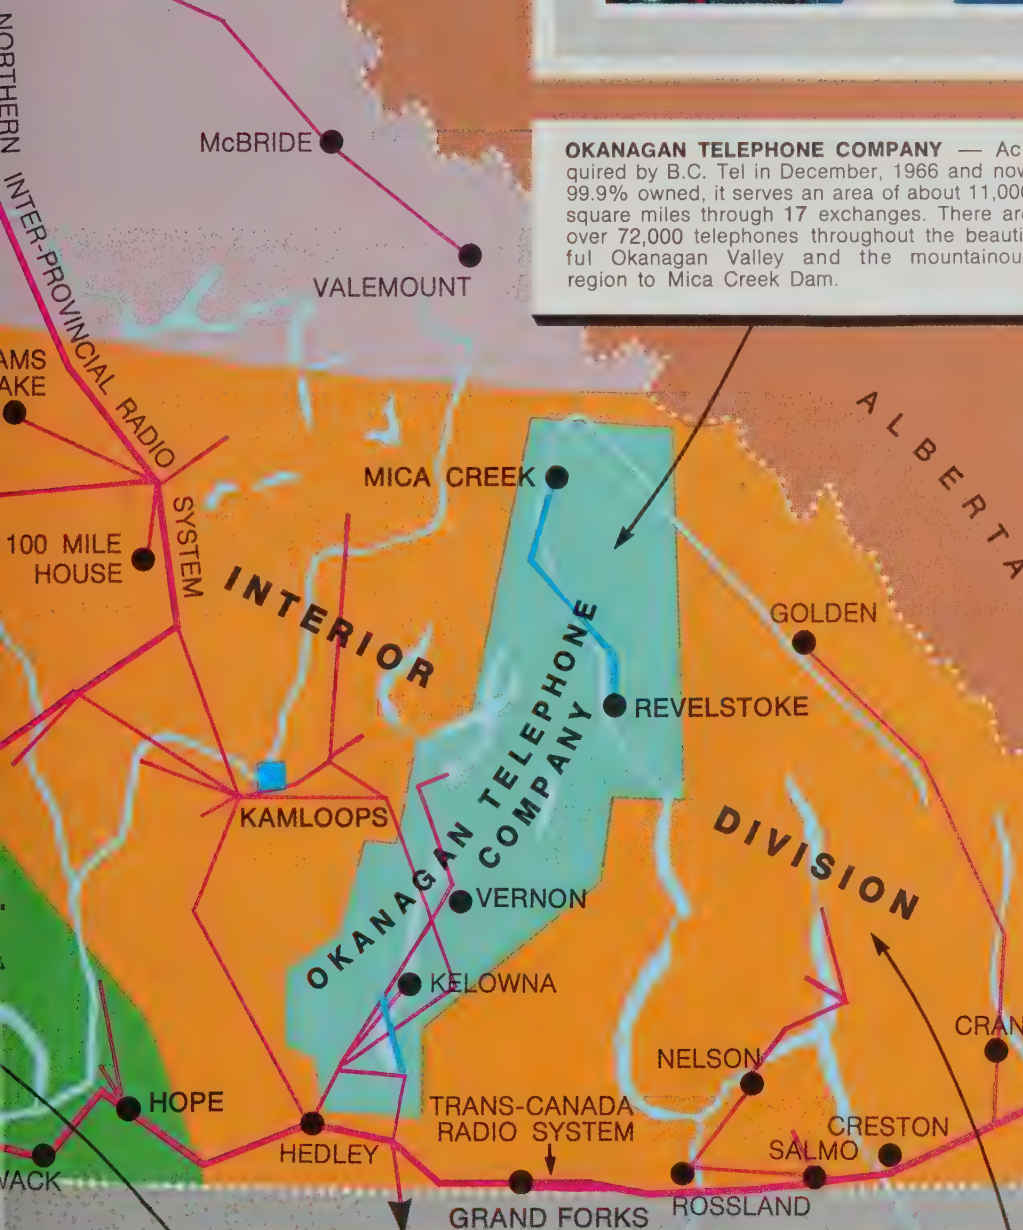 NORTHERN INTER-PROVINCIAL RADIO SYSTEM
McBRIDE
VALEMOUNT
OKANAGAN TELEPHONE COMPANY — Ac
quired by B.C. Tel in December, 1966 and now
99.9% owned, it serves an area of about 11,000
square miles through 17 exchanges. There are
over 72,000 telephones throughout the beauti
ful Okanagan Valley and the mountainou
region to Mica Creek Dam.
AMS
AKE
ALBERTA
MICA CREEK
100 MILE
HOUSE
INTERIOR
GOLDEN
REVELSTOKE
OKANAGAN TELEPHONE
COMPANY
KAMLOOPS
DIVISION
VERNON
KELOWNA
CRAN
NELSON
HOPE
TRANS-CANADA
RADIO SYSTEM
HEDLEY
CRESTON
SALMO
WACK
ROSSLAND
GRAND FORKS